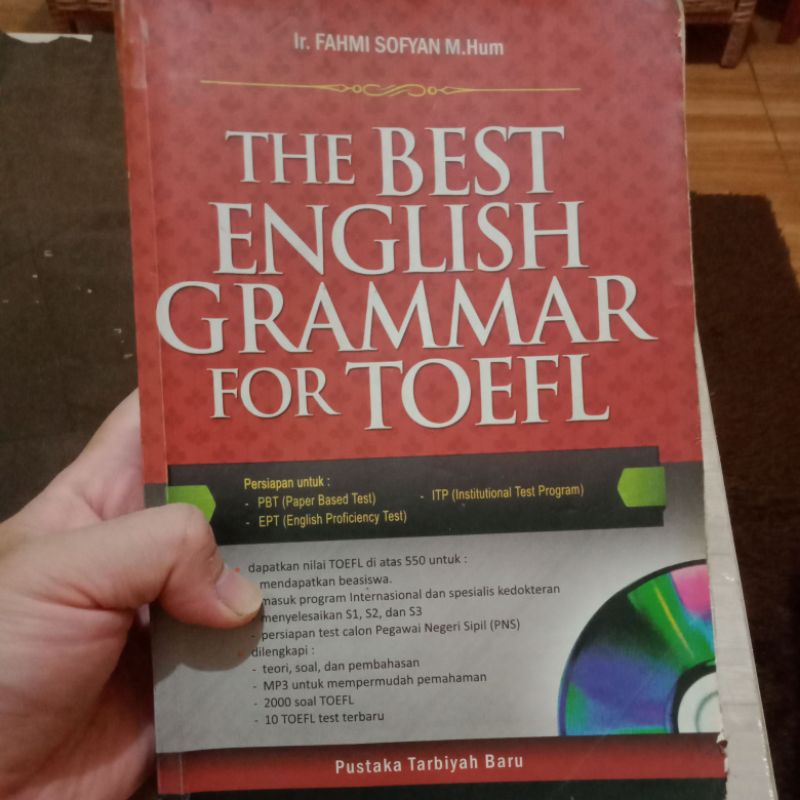 Ir. FAHMI SOFYAN M.Hum
THE BEST
ENGLISH
GRAMMAR
FOR TOEFL
Persiapan untuk :
- PBT (Paper Based Test)
- EPT (English Proficiency Test)
- ITP (Institutional Test Program)
dapatkan nilai TOEFL di atas 550 untuk :
mendapatkan beasiswa.
masuk program Internasional dan spesialis kedokteran
menyelesaikan S1, S2, dan S3
- persiapan test calon Pegawai Negeri Sipil (PNS)
dilengkapi :
- teori, soal, dan pembahasan
- MP3 untuk mempermudah pemahaman
- 2000 soal TOEFL
- 10 TOEFL test terbaru
Pustaka Tarbiyah Baru